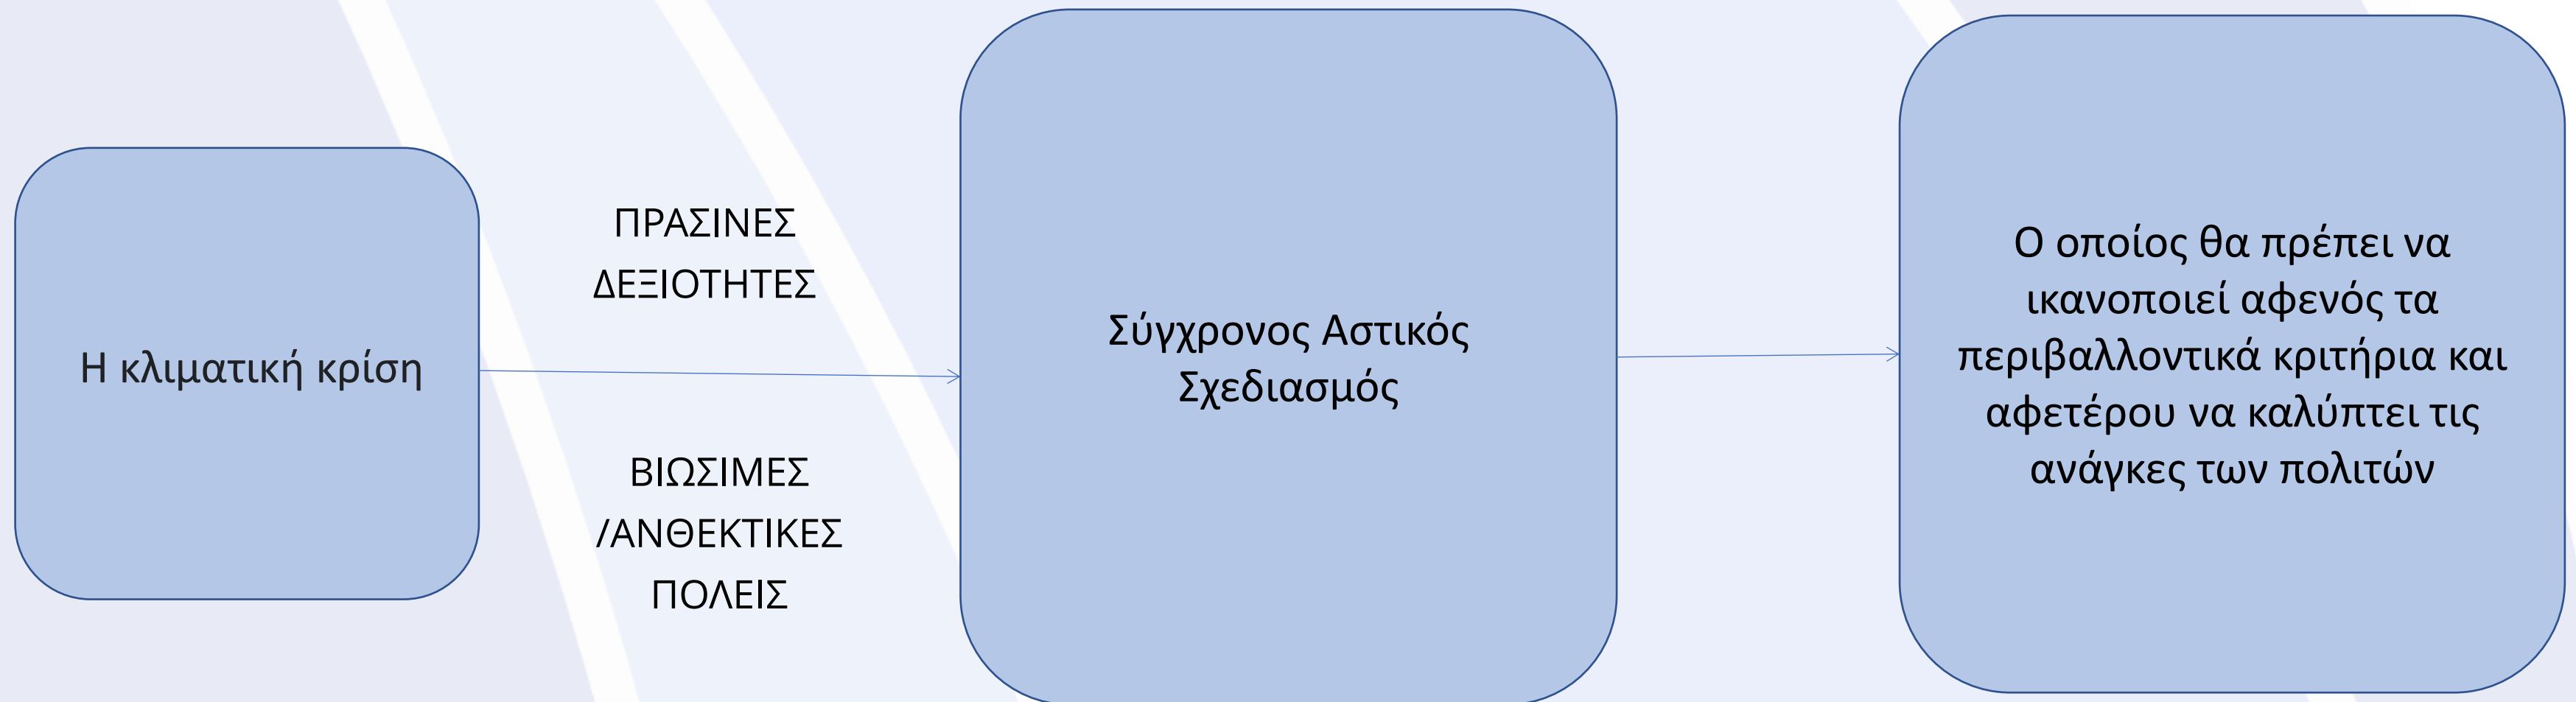 Η κλιματική κρίση
ΠΡΑΣΙΝΕΣ
ΔΕΞΙΟΤΗΤΕΣ
ΒΙΩΣΙΜΕΣ
/ΑΝΘΕΚΤΙΚΕΣ
ΠΟΛΕΙΣ
Σύγχρονος Αστικός
Σχεδιασμός
Ο οποίος θα πρέπει να
ικανοποιεί αφενός τα
περιβαλλοντικά κριτήρια και
αφετέρου να καλύπτει τις
ανάγκες των πολιτών